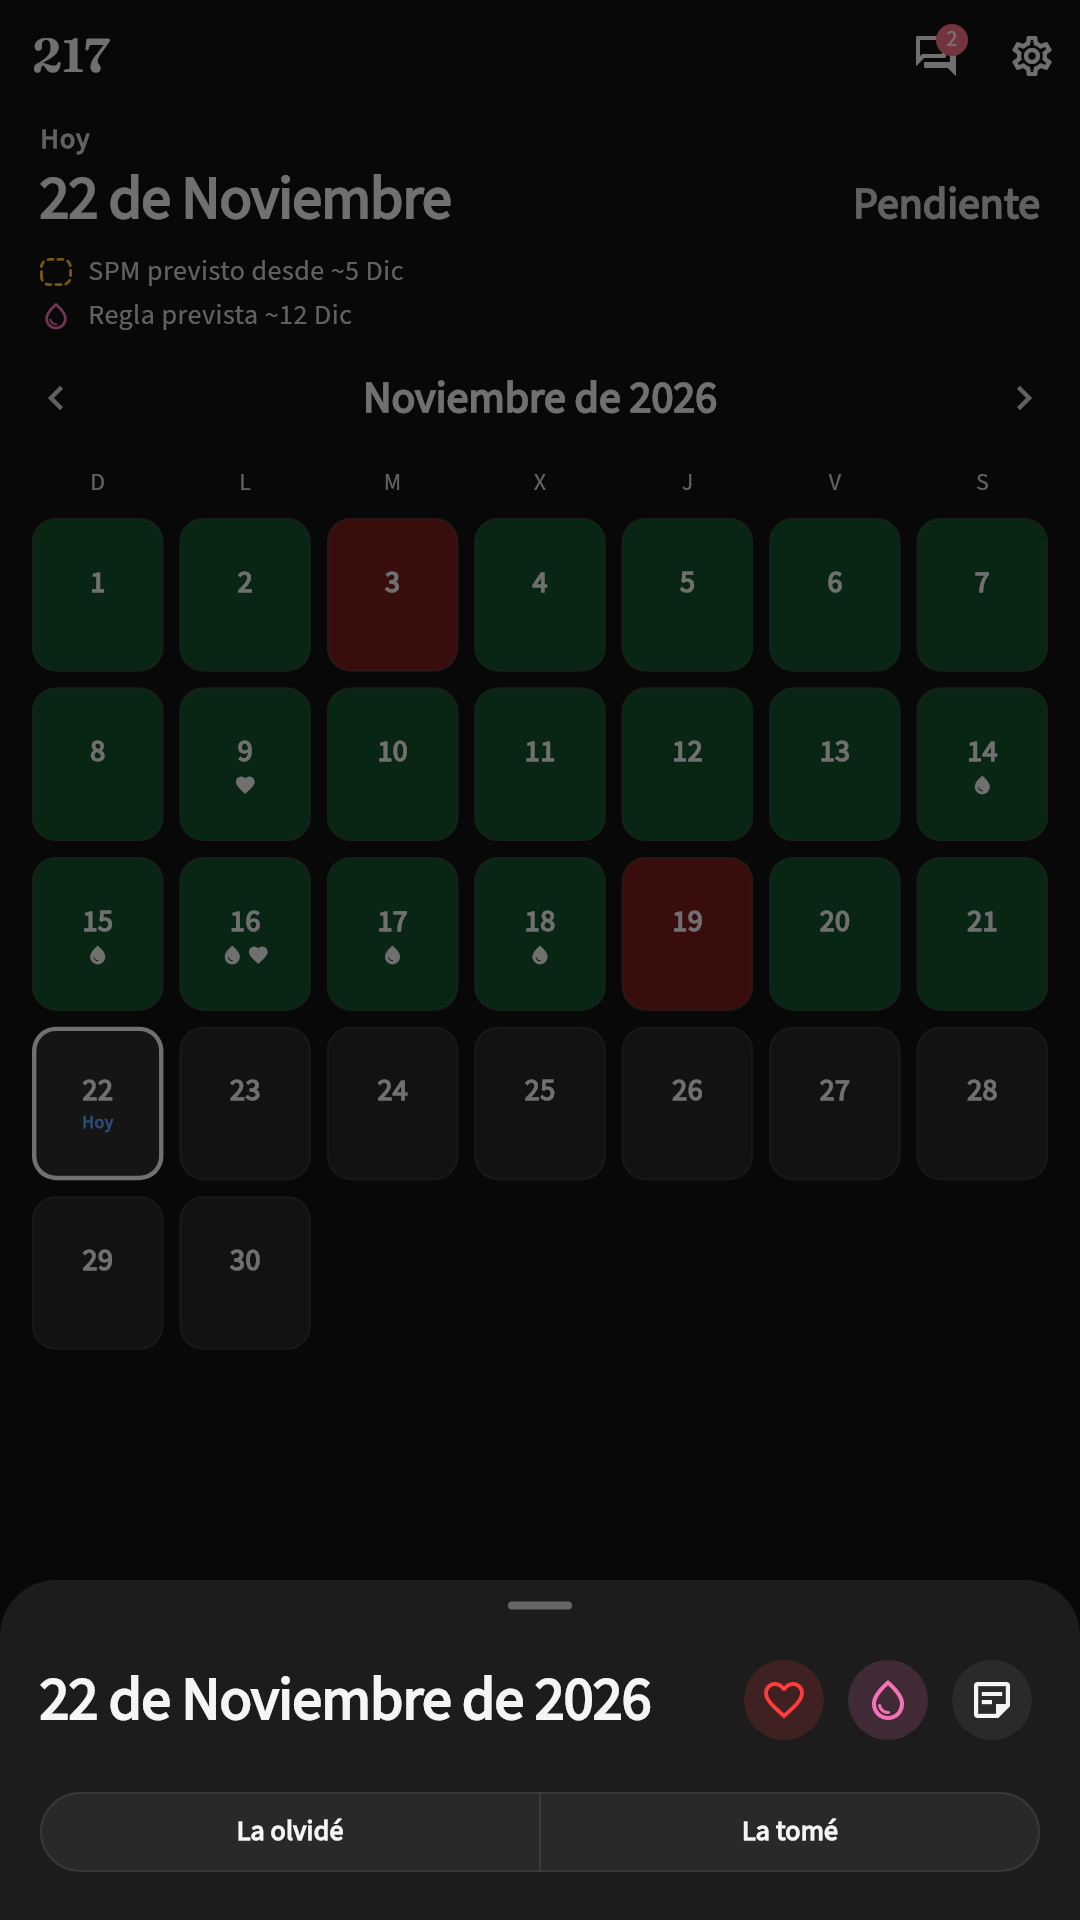 217
2
Hoy
22 de Noviembre
Pendiente
SPM previsto desde ~5 Dic
Regla prevista ~12 Dic
Noviembre de 2026
D L M X J V S
1 2 3 4 5 6 7
8 9 10 11 12 13 14
15 16 17 18 19 20 21
22 23 24 25 26 27 28
Hoy
29 30
22 de Noviembre de 2026
La olvidé La tomé